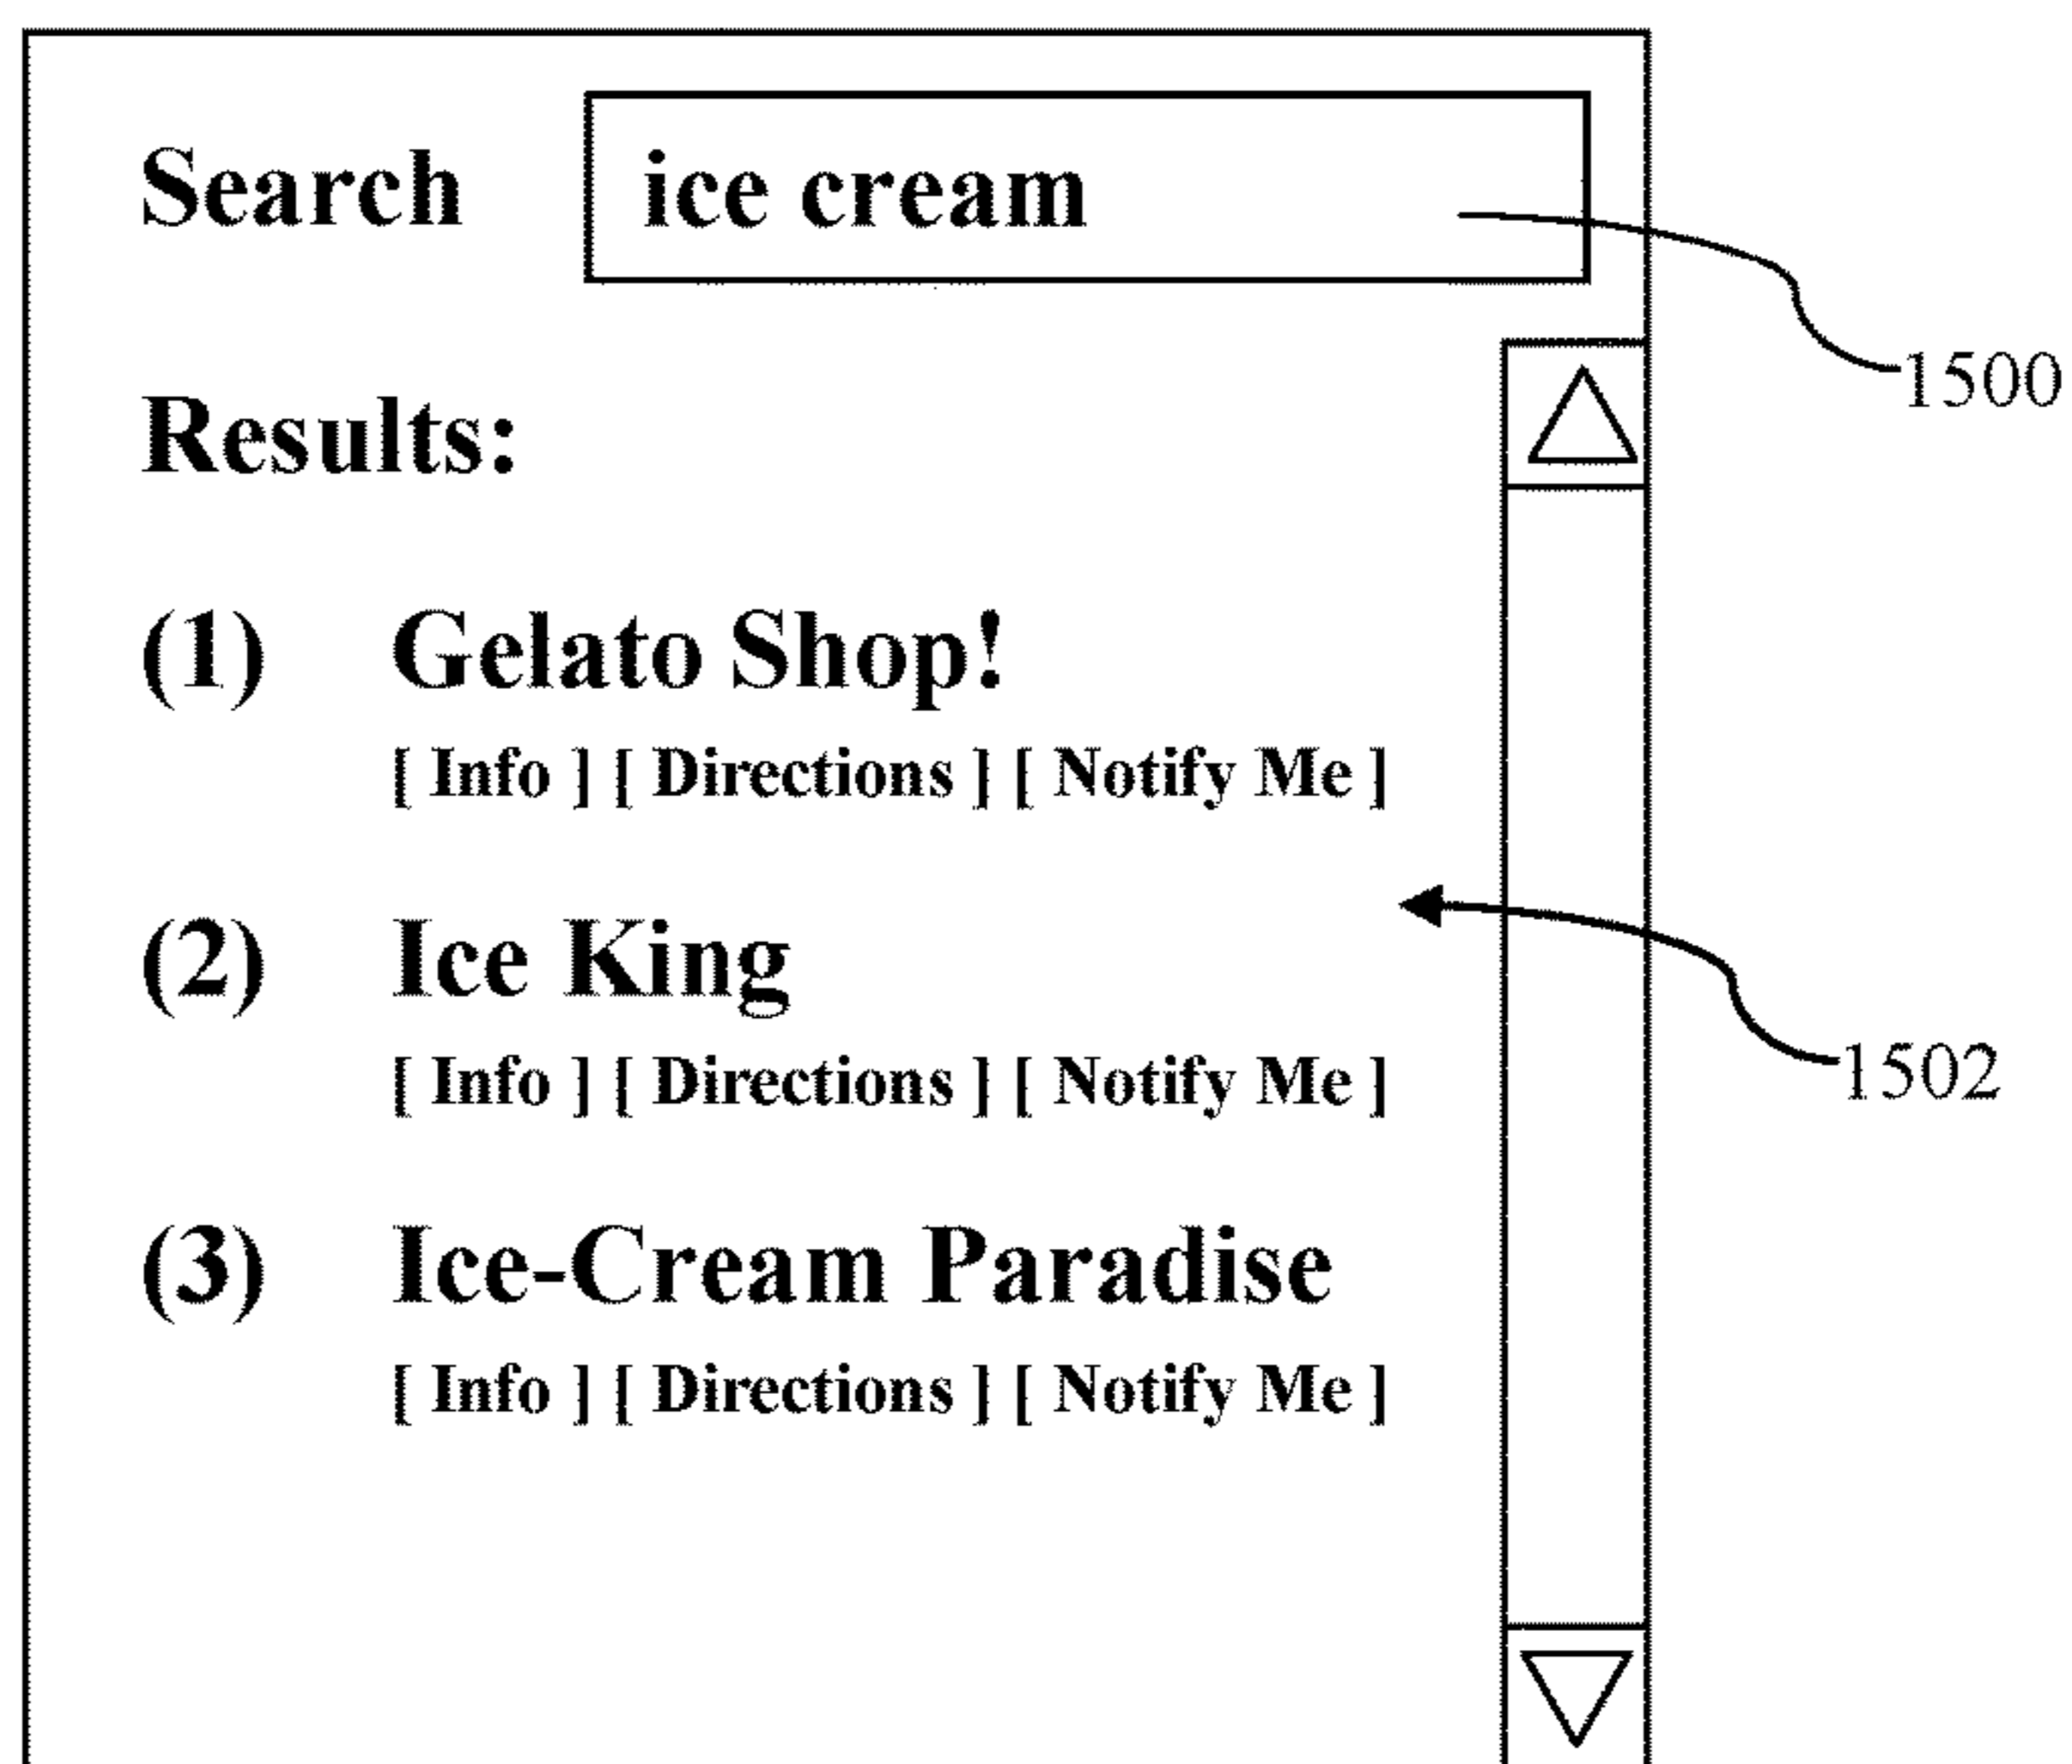 Search ice cream
1500
Results:
(1) Gelato Shop!
[ Info ] [ Directions ] [ Notify Me ]
(2) Ice King
1502
[ Info ] [ Directions ] [ Notify Me ]
(3) Ice-Cream Paradise
[ Info ] [ Directions ] [ Notify Me ]